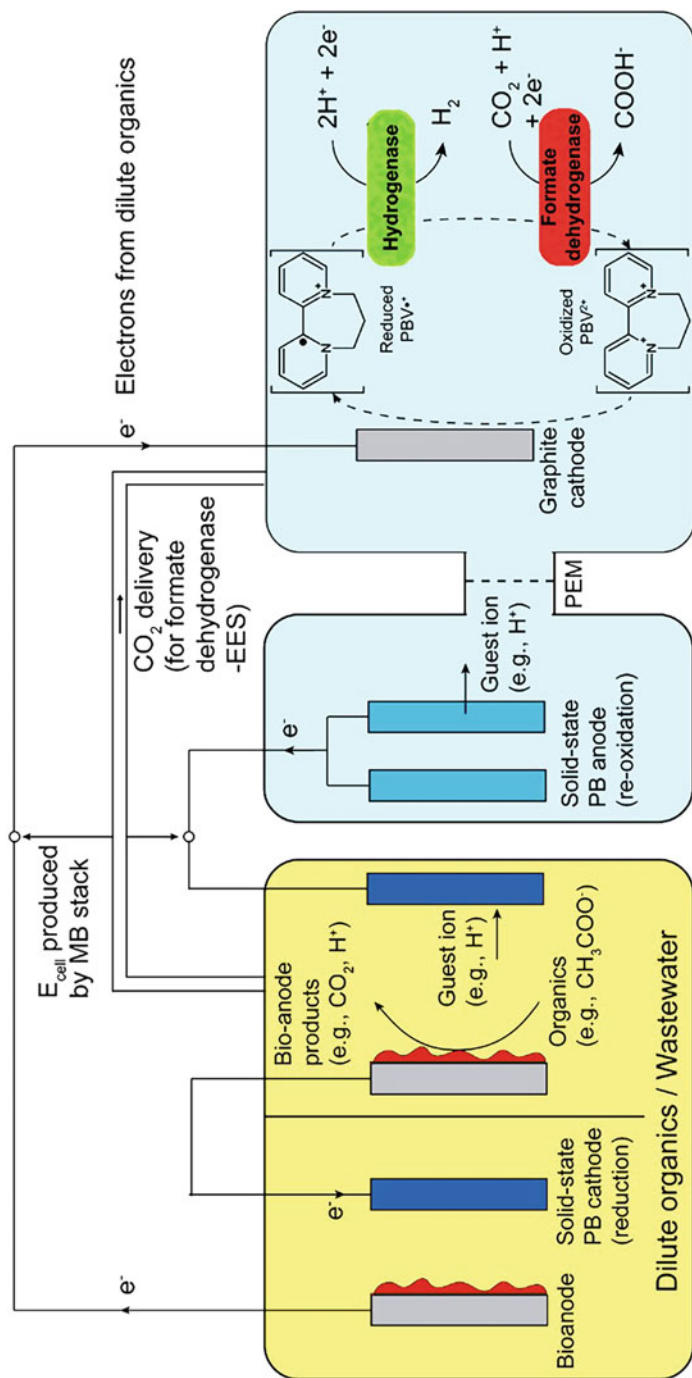 Electrons from dilute organics
e⁻
E_cell produced
by MB stack
CO₂ delivery
(for formate
dehydrogenase
-EES)
e⁻
e⁻
e⁻
Bio-anode
products
(e.g., CO₂, H⁺)
Guest ion
(e.g., H⁺)
Organics
(e.g., CH₃COO⁻)
Bioanode
Solid-state
PB cathode
(reduction)
Dilute organics / Wastewater
Guest ion
(e.g., H⁺)
Solid-state
PB anode
(re-oxidation)
PEM
Graphite
cathode
N
N
+
Reduced
PBV•⁺
N
N
+
+
Oxidized
PBV²⁺
2H⁺ + 2e⁻
Hydrogenase
H₂
CO₂ + H⁺
+ 2e⁻
Formate
dehydrogenase
COOH⁻